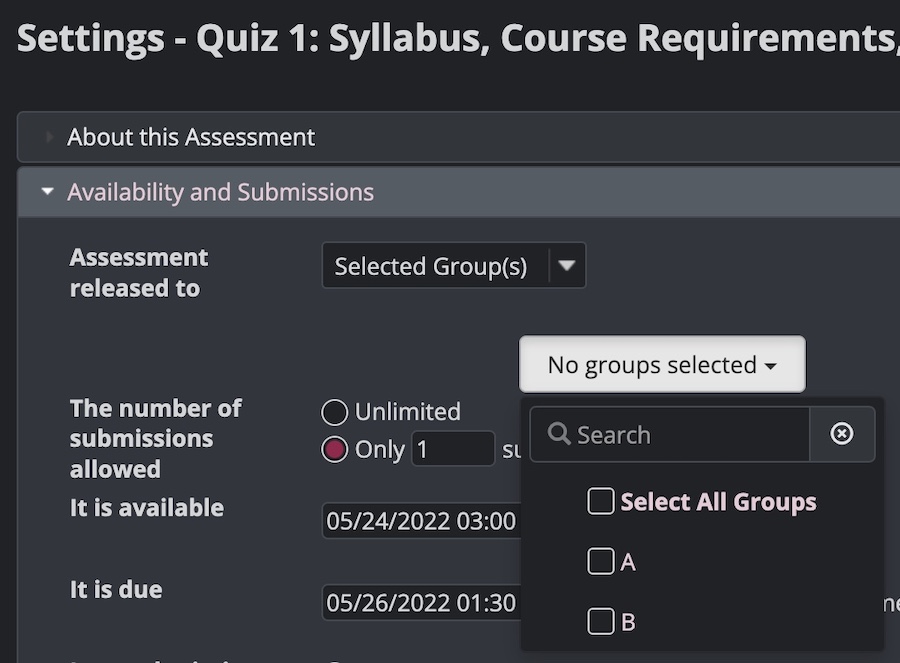 Settings - Quiz 1: Syllabus, Course Requirements,
About this Assessment
Availability and Submissions
Assessment
released to
Selected Group(s)
No groups selected
The number of
submissions
allowed
Unlimited
Only 1
Search
Select All Groups
A
B
It is available
05/24/2022 03:00
It is due
05/26/2022 01:30